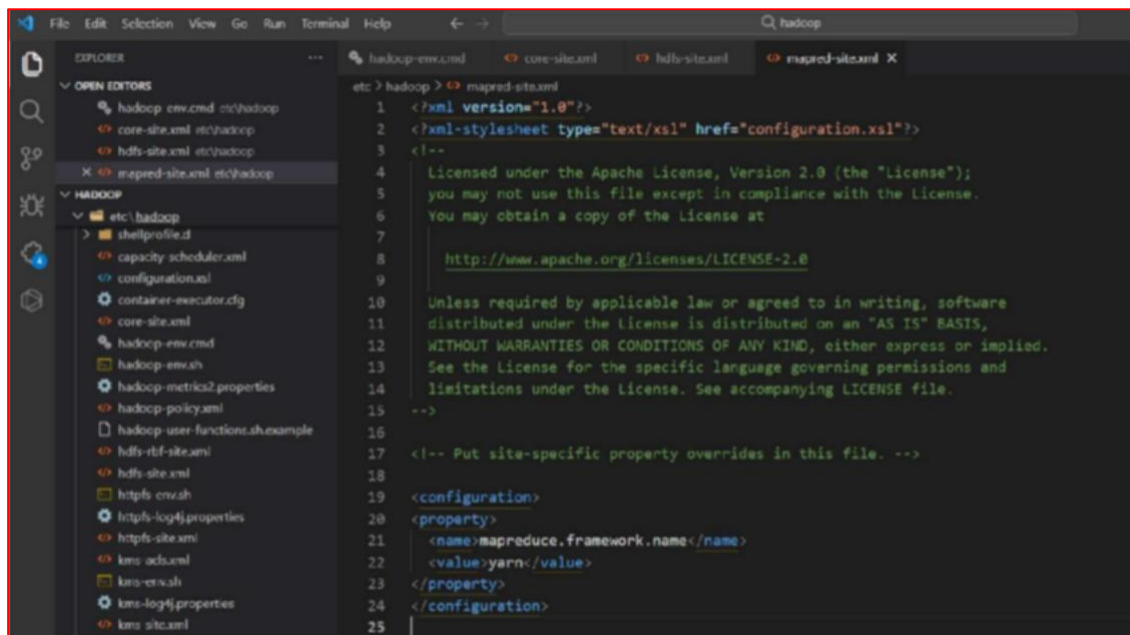 File Edit Selection View Go Run Terminal Help
hadoop
EXPLORER
OPEN EDITORS
hadoop-env.cmd etc\hadoop
core-site.xml etc\hadoop
hdfs-site.xml etc\hadoop
mapred-site.xml etc\hadoop
HADOOP
etc\hadoop
shellprofile.d
capacity-scheduler.xml
configuration.xsl
container-executor.cfg
core-site.xml
hadoop-env.cmd
hadoop-env.sh
hadoop-metrics2.properties
hadoop-policy.xml
hadoop-user-functions.sh.example
hdfs-rbf-site.xml
hdfs-site.xml
httpfs-env.sh
httpfs-log4j.properties
httpfs-site.xml
kms-acls.xml
kms-env.sh
kms-log4j.properties
kms-site.xml
4
hadoop-env.cmd core-site.xml hdfs-site.xml mapred-site.xml
etc > hadoop > mapred-site.xml
1 <?xml version="1.0"?>
2 <?xml-stylesheet type="text/xsl" href="configuration.xsl"?>
3 <!--
4 Licensed under the Apache License, Version 2.0 (the "License");
5 you may not use this file except in compliance with the License.
6 You may obtain a copy of the License at
7
8 http://www.apache.org/licenses/LICENSE-2.0
9
10 Unless required by applicable law or agreed to in writing, software
11 distributed under the License is distributed on an "AS IS" BASIS,
12 WITHOUT WARRANTIES OR CONDITIONS OF ANY KIND, either express or implied.
13 See the License for the specific language governing permissions and
14 limitations under the License. See accompanying LICENSE file.
15 -->
16
17 <!-- Put site-specific property overrides in this file. -->
18
19 <configuration>
20 <property>
21 <name>mapreduce.framework.name</name>
22 <value>yarn</value>
23 </property>
24 </configuration>
25